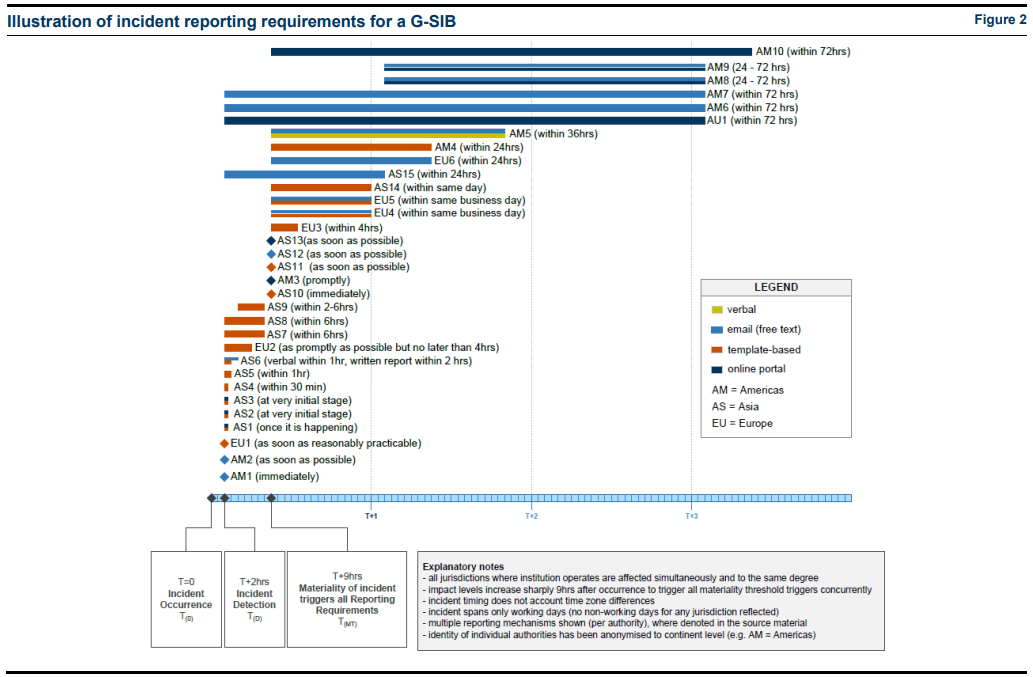 Illustration of incident reporting requirements for a G-SIB
Figure 2
AM10 (within 72hrs)
AM9 (24 - 72 hrs)
AM8 (24 - 72 hrs)
AM7 (within 72 hrs)
AM6 (within 72 hrs)
AU1 (within 72 hrs)
AM5 (within 36hrs)
AM4 (within 24hrs)
EU6 (within 24hrs)
AS15 (within 24hrs)
AS14 (within same day)
EU5 (within same business day)
EU4 (within same business day)
EU3 (within 4hrs)
AS13(as soon as possible)
AS12 (as soon as possible)
AS11 (as soon as possible)
AM3 (promptly)
AS10 (immediately)
AS9 (within 2-6hrs)
AS8 (within 6hrs)
AS7 (within 6hrs)
EU2 (as promptly as possible but no later than 4hrs)
AS6 (verbal within 1hr, written report within 2 hrs)
AS5 (within 1hr)
AS4 (within 30 min)
AS3 (at very initial stage)
AS2 (at very initial stage)
AS1 (once it is happening)
EU1 (as soon as reasonably practicable)
AM2 (as soon as possible)
AM1 (immediately)
LEGEND
verbal
email (free text)
template-based
online portal
AM = Americas
AS = Asia
EU = Europe
T+1
T+2
T+3
T=0
Incident
Occurrence
T(0)
T+2hrs
Incident
Detection
T(D)
T+9hrs
Materiality of incident
triggers all Reporting
Requirements
T(MT)
Explanatory notes
- all jurisdictions where institution operates are affected simultaneously and to the same degree
- impact levels increase sharply 9hrs after occurrence to trigger all materiality threshold triggers concurrently
- incident timing does not account time zone differences
- incident spans only working days (no non-working days for any jurisdiction reflected)
- multiple reporting mechanisms shown (per authority), where denoted in the source material
- identity of individual authorities has been anonymised to continent level (e.g. AM = Americas)